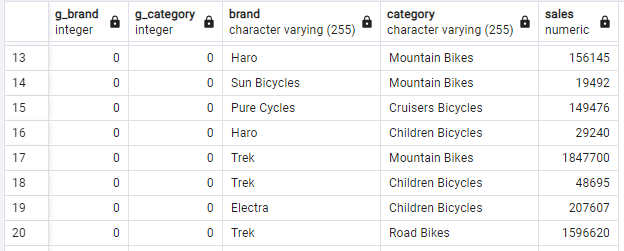 g_brand g_category brand category sales
integer integer character varying (255) character varying (255) numeric
13 0 0 Haro Mountain Bikes 156145
14 0 0 Sun Bicycles Mountain Bikes 19492
15 0 0 Pure Cycles Cruisers Bicycles 149476
16 0 0 Haro Children Bicycles 29240
17 0 0 Trek Mountain Bikes 1847700
18 0 0 Trek Children Bicycles 48695
19 0 0 Electra Children Bicycles 207607
20 0 0 Trek Road Bikes 1596620